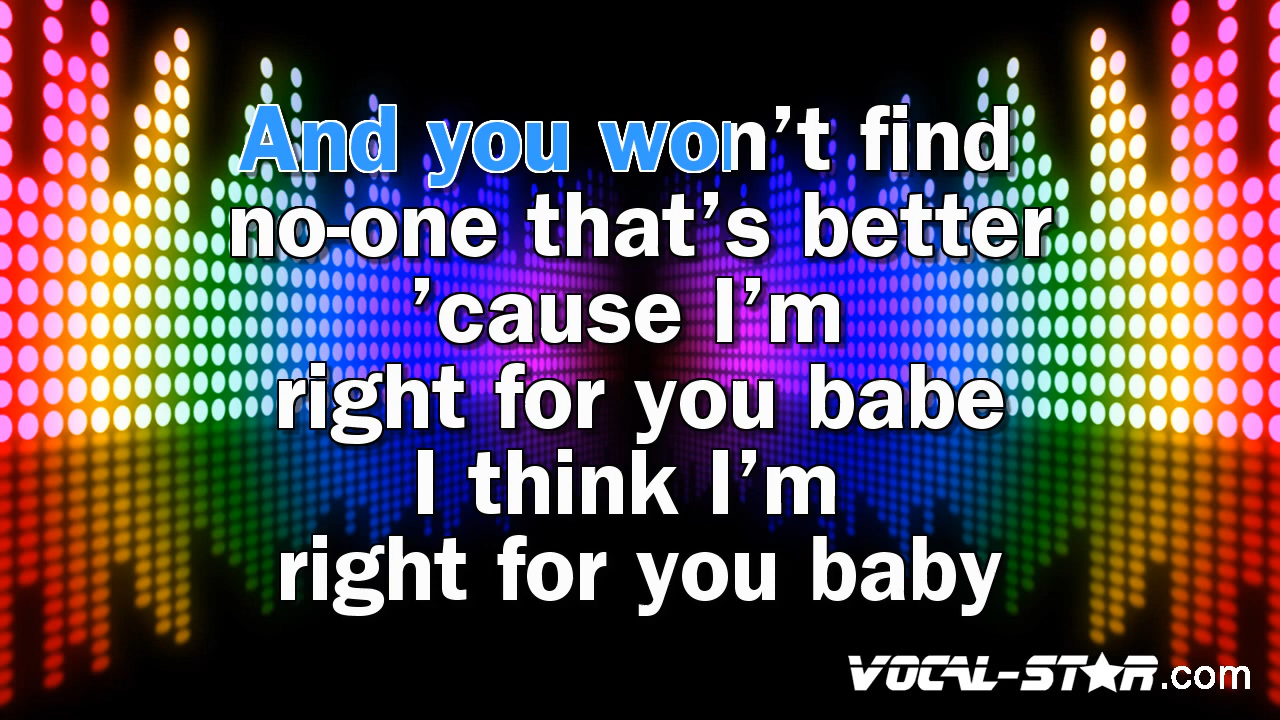 And you won’t find
no-one that’s better
’cause I’m
right for you babe
I think I’m
right for you baby
VOCAL-STAR.com